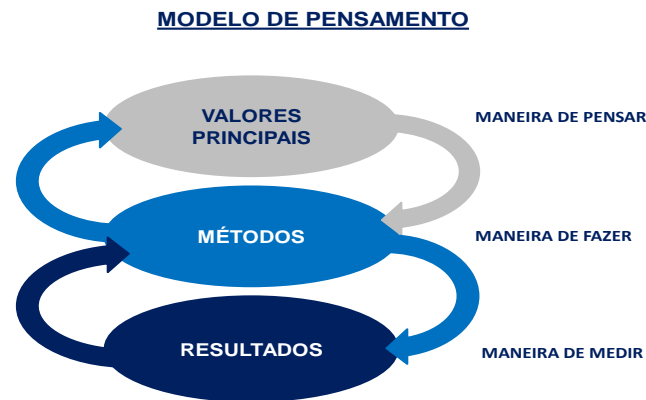 MODELO DE PENSAMENTO
VALORES
PRINCIPAIS
MANEIRA DE PENSAR
MÉTODOS
MANEIRA DE FAZER
RESULTADOS
MANEIRA DE MEDIR